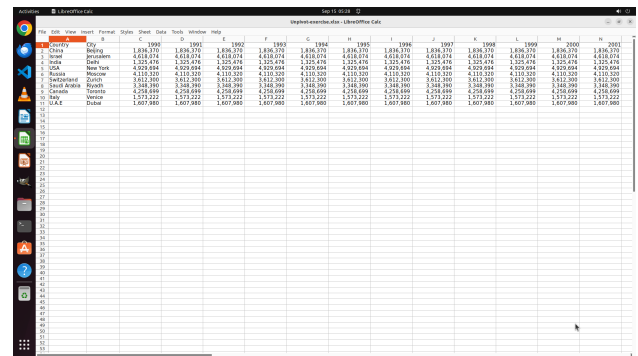 Activities LibreOffice Calc Sep 15 05:28
Unpivot-exercise.xlsx - LibreOffice Calc
File Edit View Insert Format Styles Sheet Data Tools Window Help
A B C D E F G H I J K L M N
1 Country City 1990 1991 1992 1993 1994 1995 1996 1997 1998 1999 2000 2001
2 China Beijing 1,836,370 1,836,370 1,836,370 1,836,370 1,836,370 1,836,370 1,836,370 1,836,370 1,836,370 1,836,370 1,836,370 1,836,370
3 Israel Jerusalem 4,618,074 4,618,074 4,618,074 4,618,074 4,618,074 4,618,074 4,618,074 4,618,074 4,618,074 4,618,074 4,618,074 4,618,074
4 India Delhi 1,325,476 1,325,476 1,325,476 1,325,476 1,325,476 1,325,476 1,325,476 1,325,476 1,325,476 1,325,476 1,325,476 1,325,476
5 USA New York 4,929,694 4,929,694 4,929,694 4,929,694 4,929,694 4,929,694 4,929,694 4,929,694 4,929,694 4,929,694 4,929,694 4,929,694
6 Russia Moscow 4,110,320 4,110,320 4,110,320 4,110,320 4,110,320 4,110,320 4,110,320 4,110,320 4,110,320 4,110,320 4,110,320 4,110,320
7 Switzerland Zurich 3,612,300 3,612,300 3,612,300 3,612,300 3,612,300 3,612,300 3,612,300 3,612,300 3,612,300 3,612,300 3,612,300 3,612,300
8 Saudi Arabia Riyadh 3,348,390 3,348,390 3,348,390 3,348,390 3,348,390 3,348,390 3,348,390 3,348,390 3,348,390 3,348,390 3,348,390 3,348,390
9 Canada Toronto 4,258,699 4,258,699 4,258,699 4,258,699 4,258,699 4,258,699 4,258,699 4,258,699 4,258,699 4,258,699 4,258,699 4,258,699
10 Italy Venice 1,573,222 1,573,222 1,573,222 1,573,222 1,573,222 1,573,222 1,573,222 1,573,222 1,573,222 1,573,222 1,573,222 1,573,222
11 U.A.E Dubai 1,607,980 1,607,980 1,607,980 1,607,980 1,607,980 1,607,980 1,607,980 1,607,980 1,607,980 1,607,980 1,607,980 1,607,980